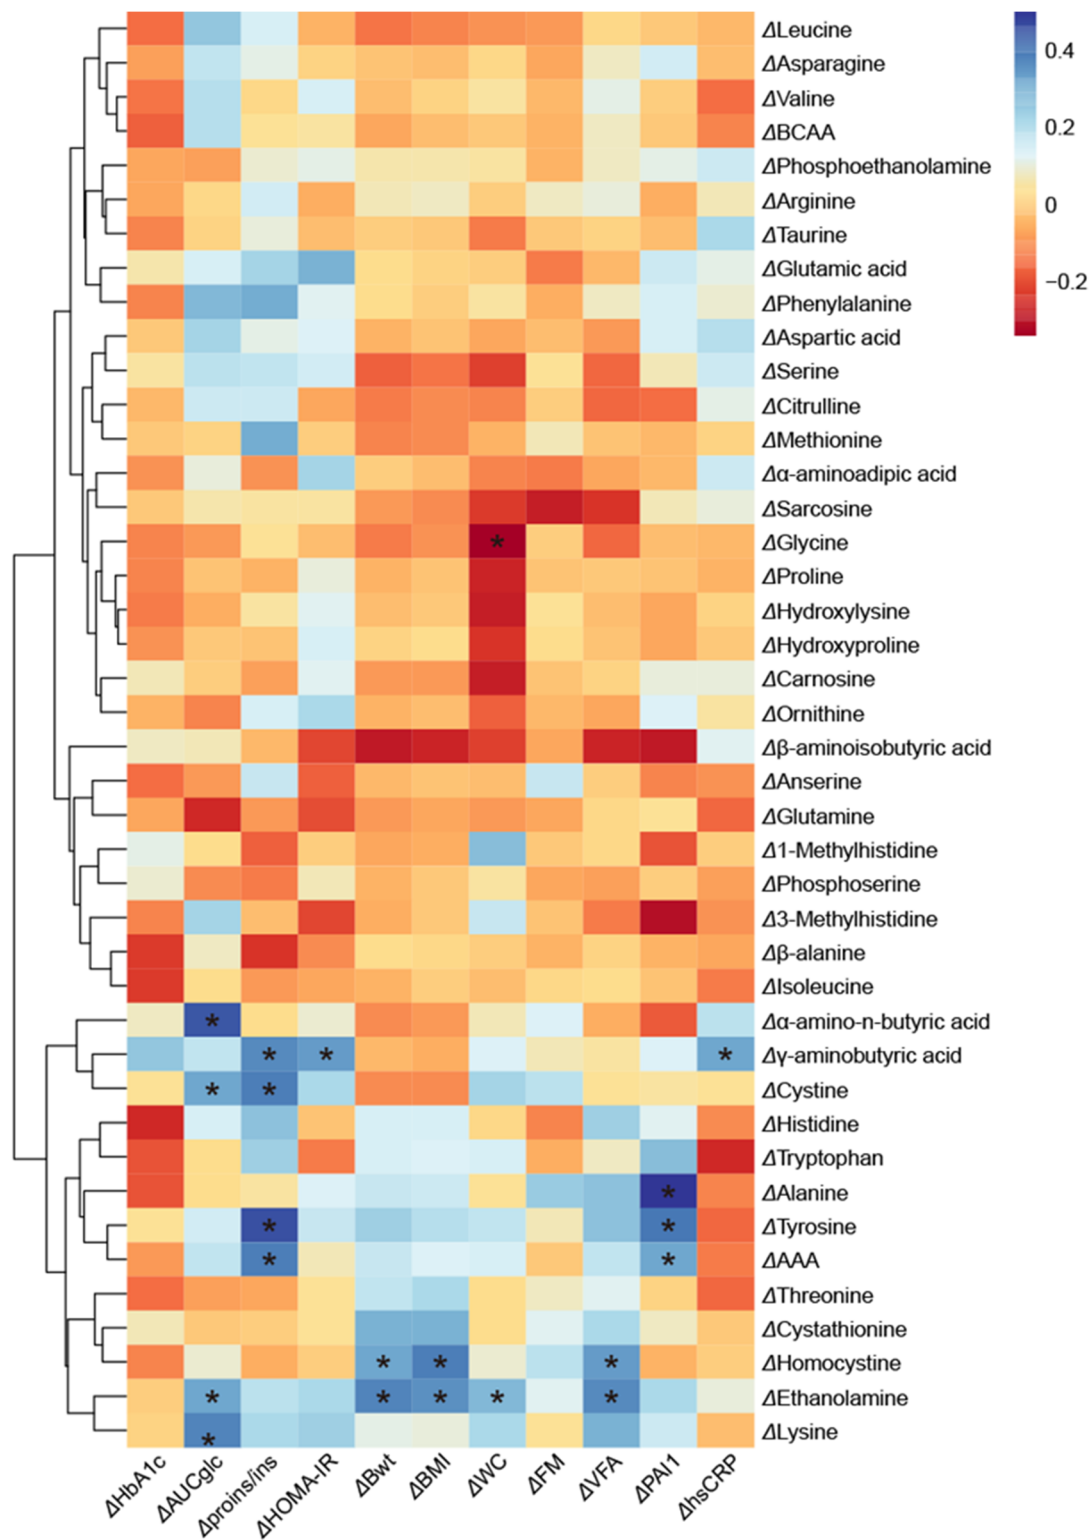 ΔLeucine
ΔAsparagine
ΔValine
ΔBCAA
ΔPhosphoethanolamine
ΔArginine
ΔTaurine
ΔGlutamic acid
ΔPhenylalanine
ΔAspartic acid
ΔSerine
ΔCitrulline
ΔMethionine
Δα-aminoadipic acid
ΔSarcosine
ΔGlycine
ΔProline
ΔHydroxylysine
ΔHydroxyproline
ΔCarnosine
ΔOrnithine
Δβ-aminoisobutyric acid
ΔAnserine
ΔGlutamine
Δ1-Methylhistidine
ΔPhosphoserine
Δ3-Methylhistidine
Δβ-alanine
ΔIsoleucine
Δα-amino-n-butyric acid
Δγ-aminobutyric acid
ΔCystine
ΔHistidine
ΔTryptophan
ΔAlanine
ΔTyrosine
ΔAAA
ΔThreonine
ΔCystathionine
ΔHomocystine
ΔEthanolamine
ΔLysine
0.4
0.2
0
−0.2
ΔHbA1c
ΔAUCglc
Δproins/ins
ΔHOMA-IR
ΔBwt
ΔBMI
ΔWC
ΔFM
ΔVFA
ΔPAI1
ΔhsCRP